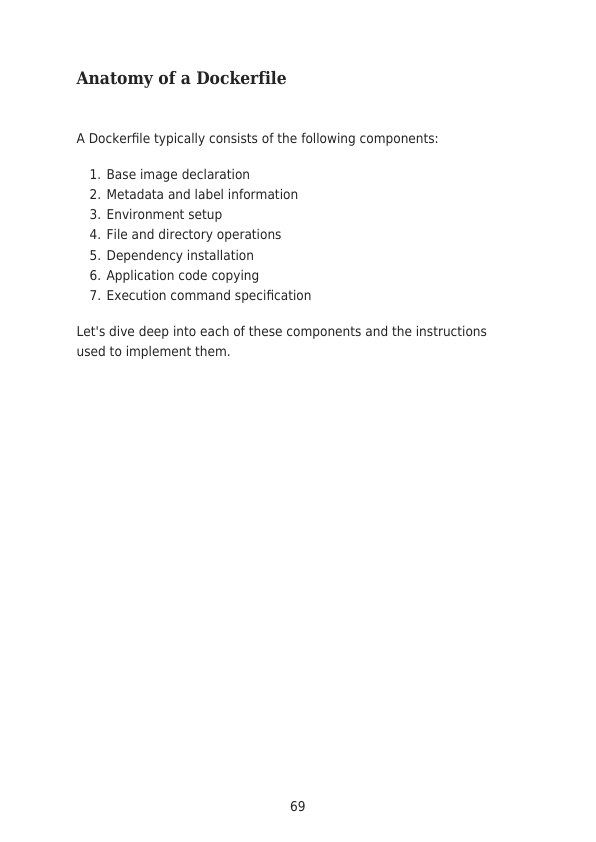 Anatomy of a Dockerfile
A Dockerfile typically consists of the following components:
1. Base image declaration
2. Metadata and label information
3. Environment setup
4. File and directory operations
5. Dependency installation
6. Application code copying
7. Execution command specification
Let's dive deep into each of these components and the instructions
used to implement them.
69